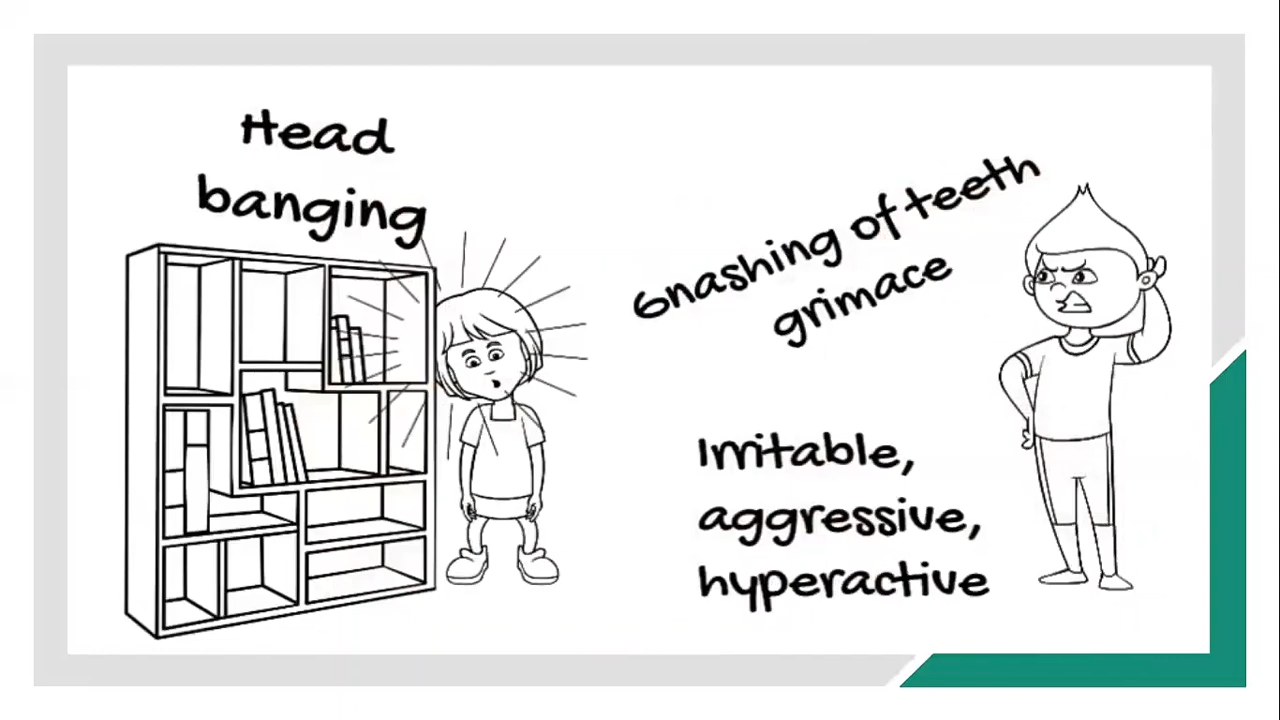 Head
banging
Gnashing of teeth
grimace
Irritable,
aggressive,
hyperactive